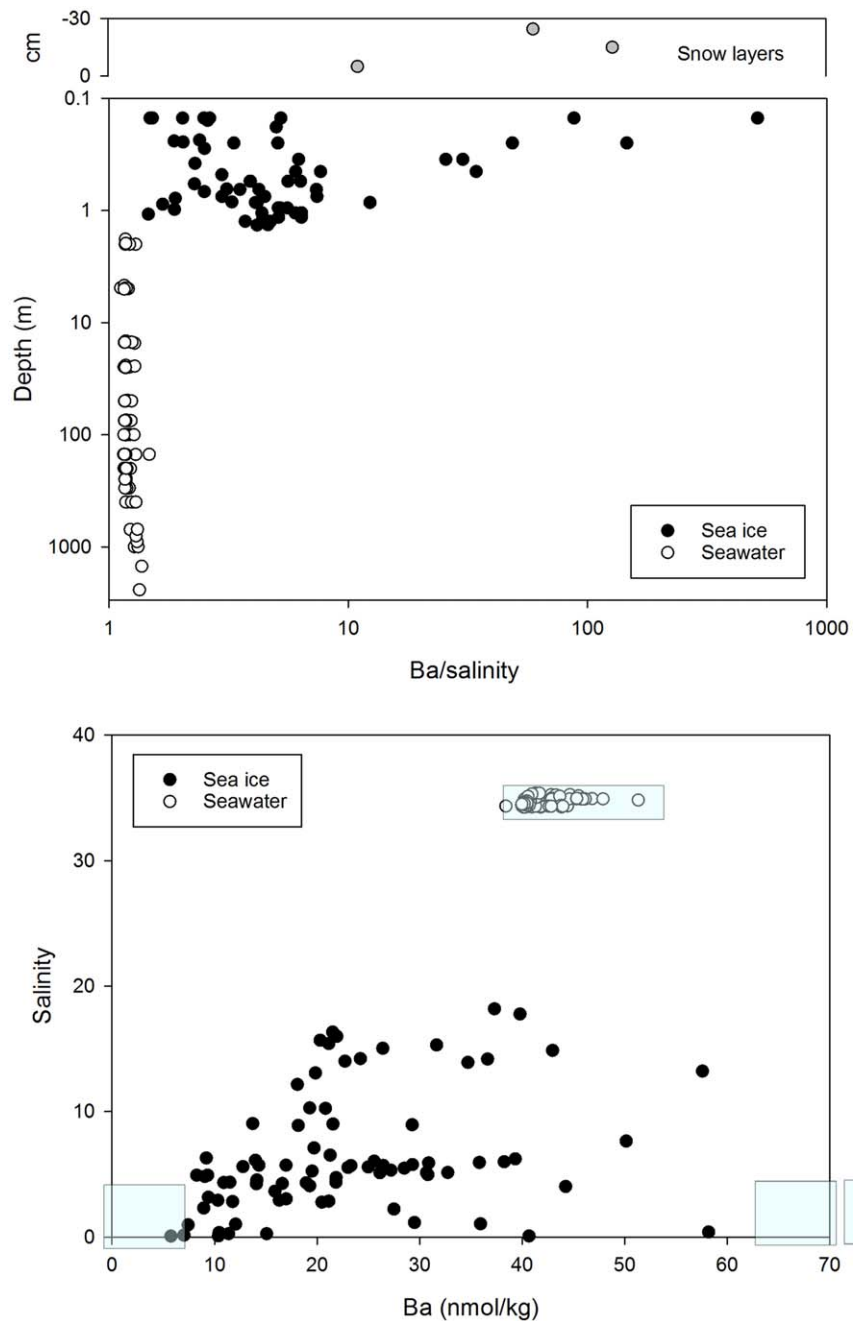 -30
cm
0
Snow layers
0.1
1
10
100
1000
Depth (m)
Sea ice
Seawater
1 10 100 1000
Ba/salinity
40
30
20
10
0
Salinity
Sea ice
Seawater
0 10 20 30 40 50 60 70
Ba (nmol/kg)